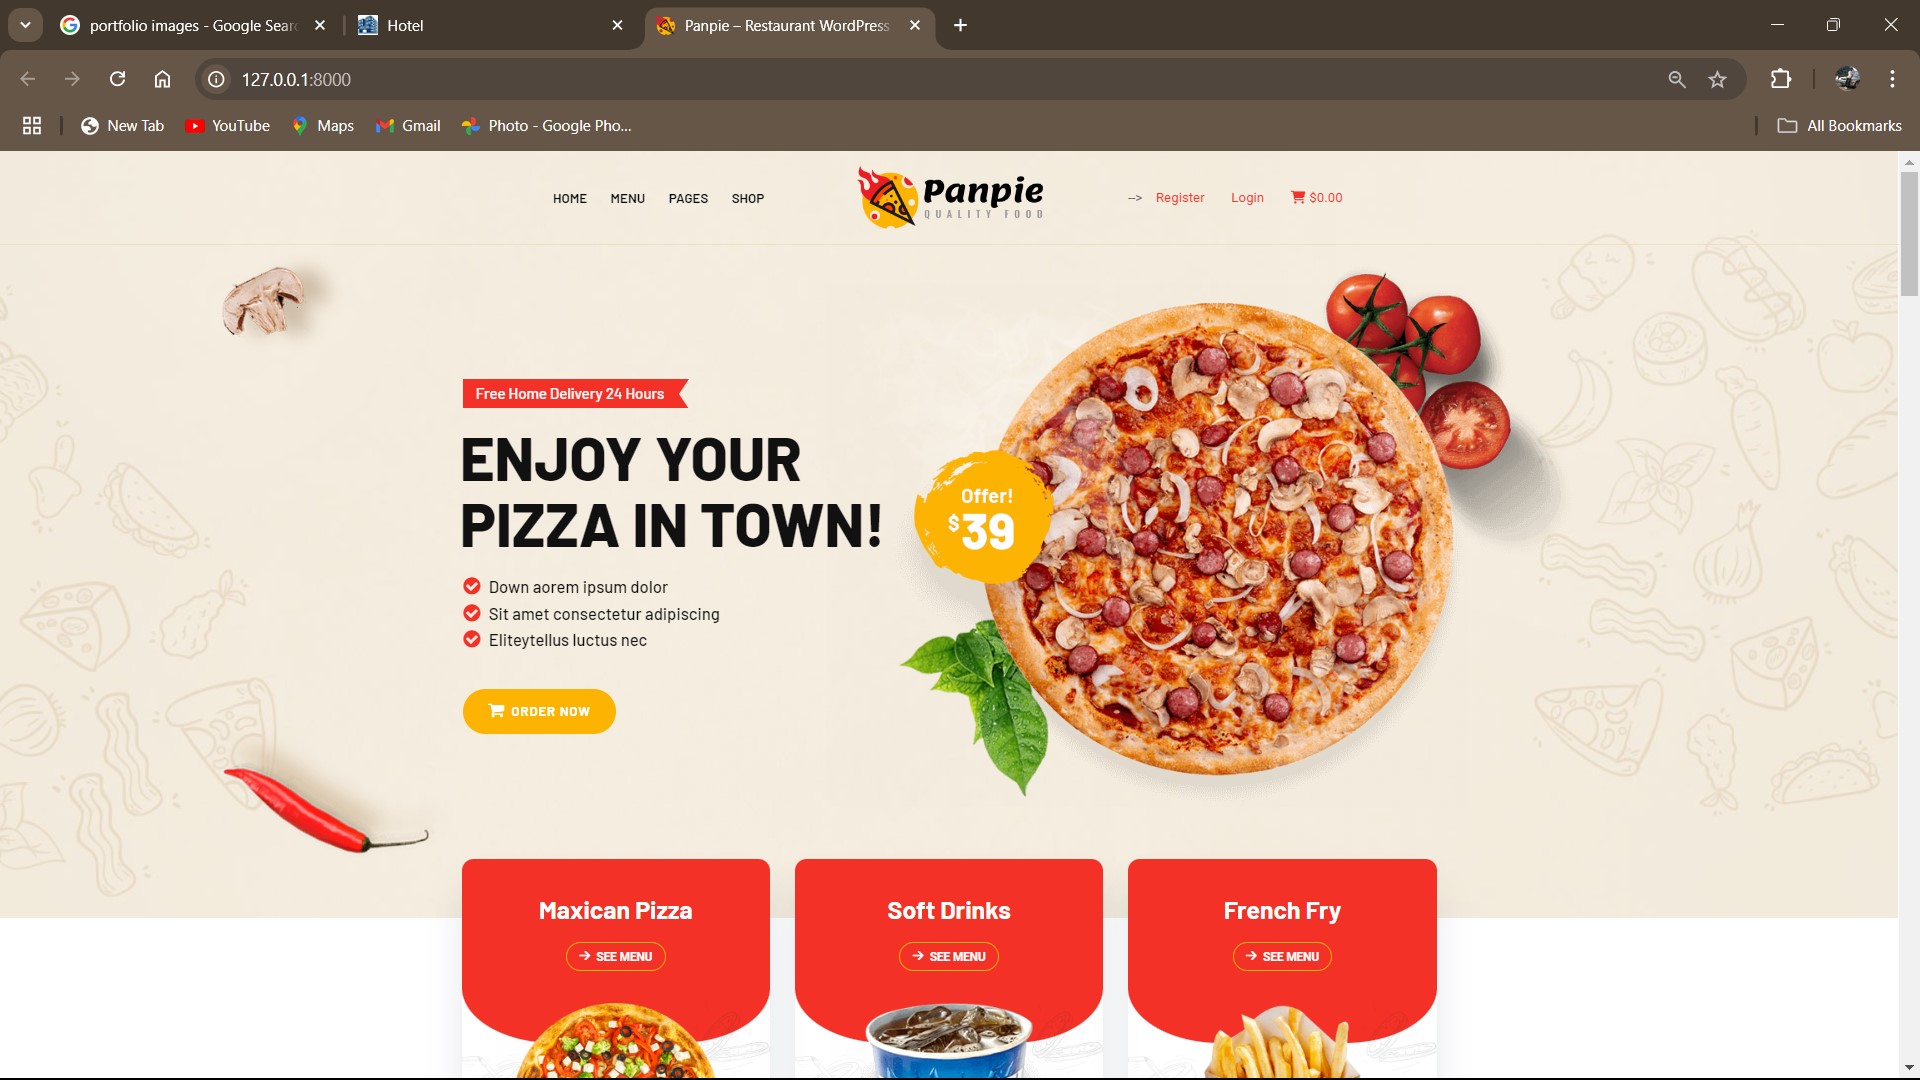 portfolio images - Google Searc
Hotel
Panpie – Restaurant WordPress
127.0.0.1:8000
New Tab
YouTube
Maps
Gmail
Photo - Google Pho...
All Bookmarks
HOME
MENU
PAGES
SHOP
Panpie
QUALITY FOOD
-->
Register
Login
$0.00
Free Home Delivery 24 Hours
ENJOY YOUR
PIZZA IN TOWN!
Offer!
$39
Down aorem ipsum dolor
Sit amet consectetur adipiscing
Eliteytellus luctus nec
ORDER NOW
Maxican Pizza
SEE MENU
Soft Drinks
SEE MENU
French Fry
SEE MENU